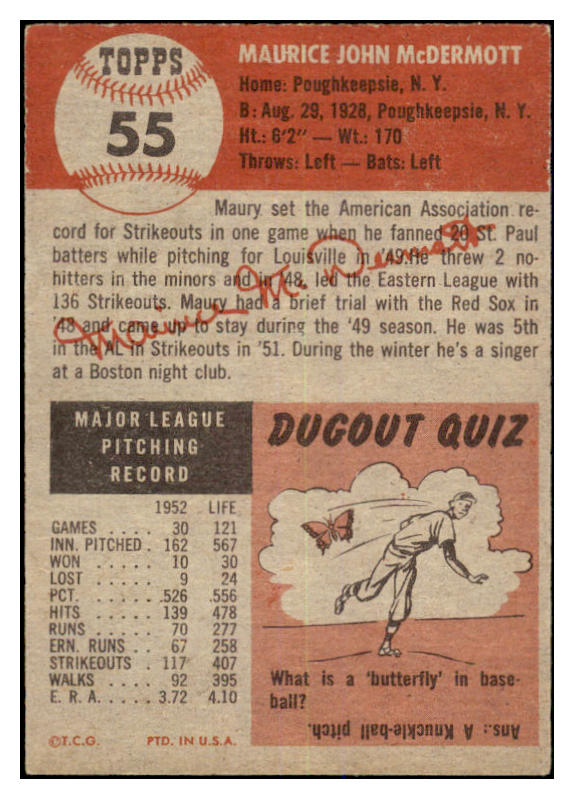 TOPPS
55
MAURICE JOHN McDERMOTT
Home: Poughkeepsie, N. Y.
B: Aug. 29, 1928, Poughkeepsie, N. Y.
Ht.: 6'2" — Wt.: 170
Throws: Left — Bats: Left
Maury set the American Association re-
cord for Strikeouts in one game when he fanned 20 St. Paul
batters while pitching for Louisville in '49. He threw 2 no-
hitters in the minors and in '48, led the Eastern League with
136 Strikeouts. Maury had a brief trial with the Red Sox in
'48 and came up to stay during the '49 season. He was 5th
in the AL in Strikeouts in '51. During the winter he's a singer
at a Boston night club.
Maurice Mc Dermott
MAJOR LEAGUE
PITCHING
RECORD
1952 LIFE
GAMES .... 30 121
INN. PITCHED . 162 567
WON ..... 10 30
LOST ..... 9 24
PCT. ...... .526 .556
HITS ..... 139 478
RUNS ..... 70 277
ERN. RUNS .. 67 258
STRIKEOUTS . 117 407
WALKS .... 92 395
E. R. A. .... 3.72 4.10
©T.C.G. PTD. IN U.S.A.
DUGOUT QUIZ
What is a 'butterfly' in base-
ball?
Ans.: A Knuckle-ball pitch.